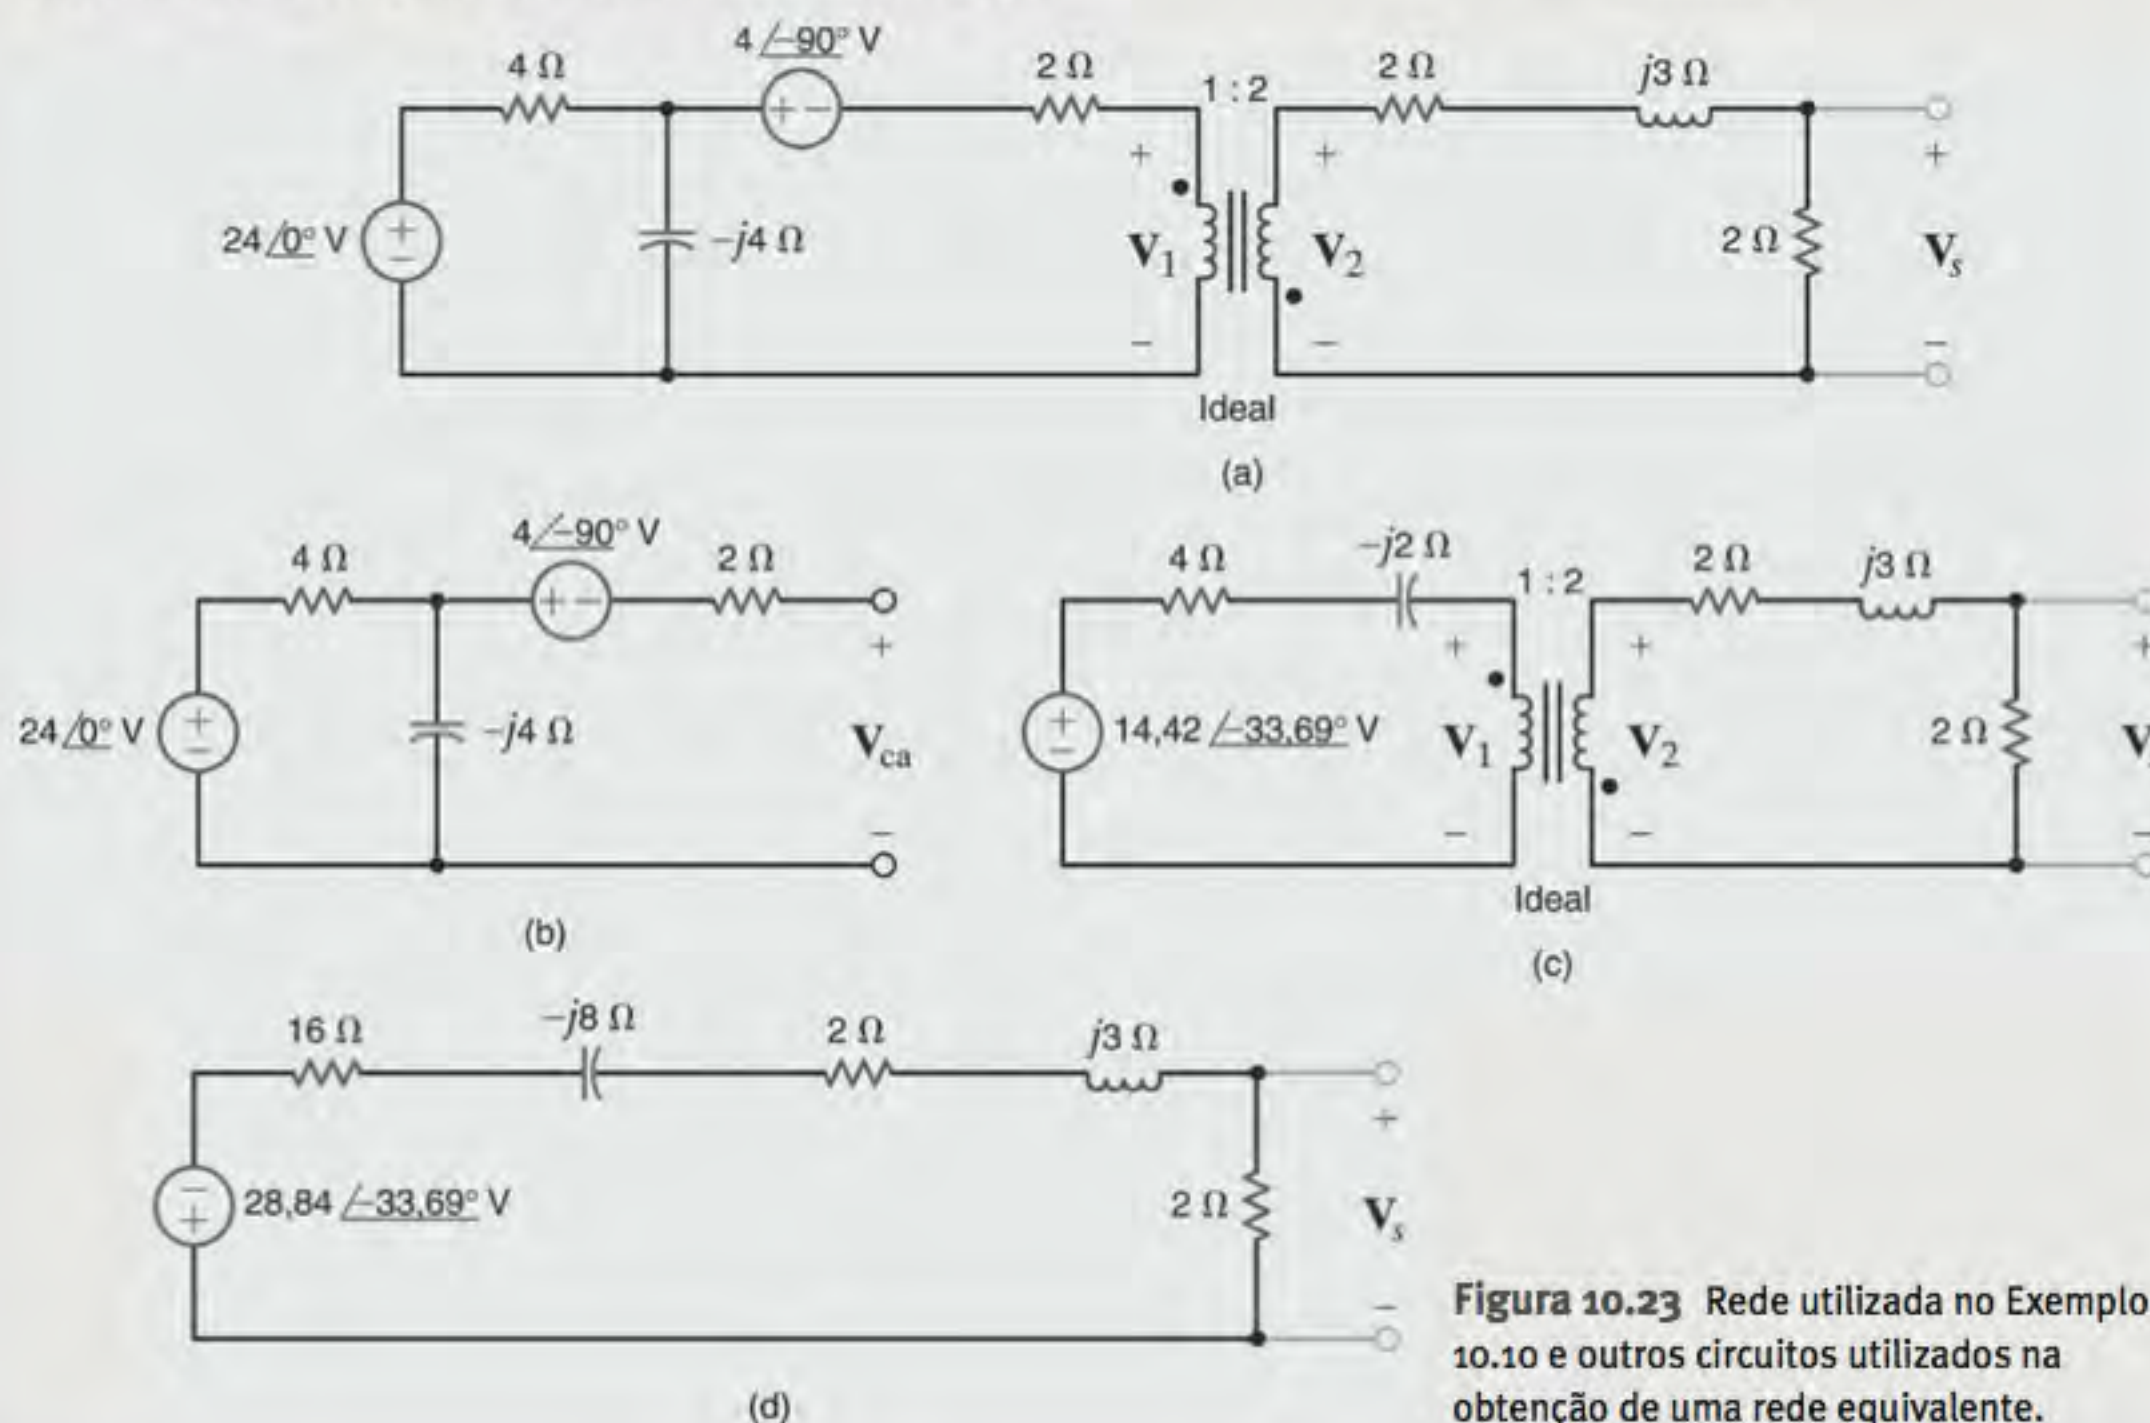 4 Ω
4 /–90° V
2 Ω
1 : 2
2 Ω
j3 Ω
24 /0° V
+
–
–j4 Ω
+
V1
–
+
V2
–
2 Ω
+
Vs
–
+ –
Ideal
(a)
4 Ω
4 /–90° V
2 Ω
+ –
24 /0° V
+
–
–j4 Ω
+
Vca
–
(b)
4 Ω
–j2 Ω
1 : 2
2 Ω
j3 Ω
+
–
14,42 /–33,69° V
+
V1
–
+
V2
–
2 Ω
+
V
–
Ideal
(c)
16 Ω
–j8 Ω
2 Ω
j3 Ω
–
+
28,84 /–33,69° V
2 Ω
+
Vs
–
(d)
Figura 10.23 Rede utilizada no Exemplo
10.10 e outros circuitos utilizados na
obtenção de uma rede equivalente.